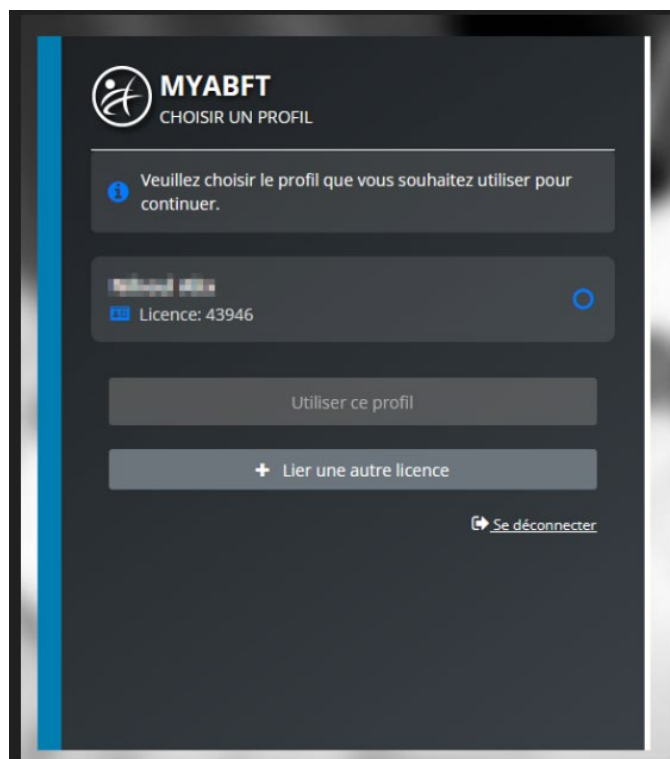 MYABFT
CHOISIR UN PROFIL
Veuillez choisir le profil que vous souhaitez utiliser pour
continuer.
Licence: 43946
Utiliser ce profil
+ Lier une autre licence
Se déconnecter